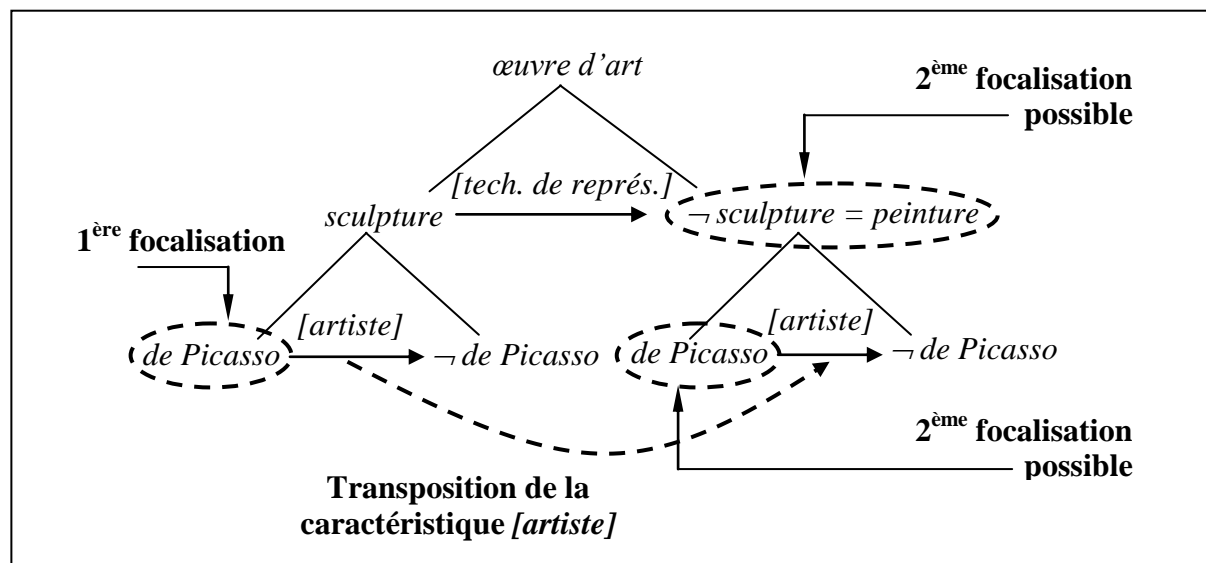 œuvre d’art
2ème focalisation
possible
[tech. de représ.]
sculpture
¬ sculpture = peinture
1ère focalisation
[artiste]
[artiste]
de Picasso
¬ de Picasso
de Picasso
¬ de Picasso
2ème focalisation
possible
Transposition de la
caractéristique [artiste]